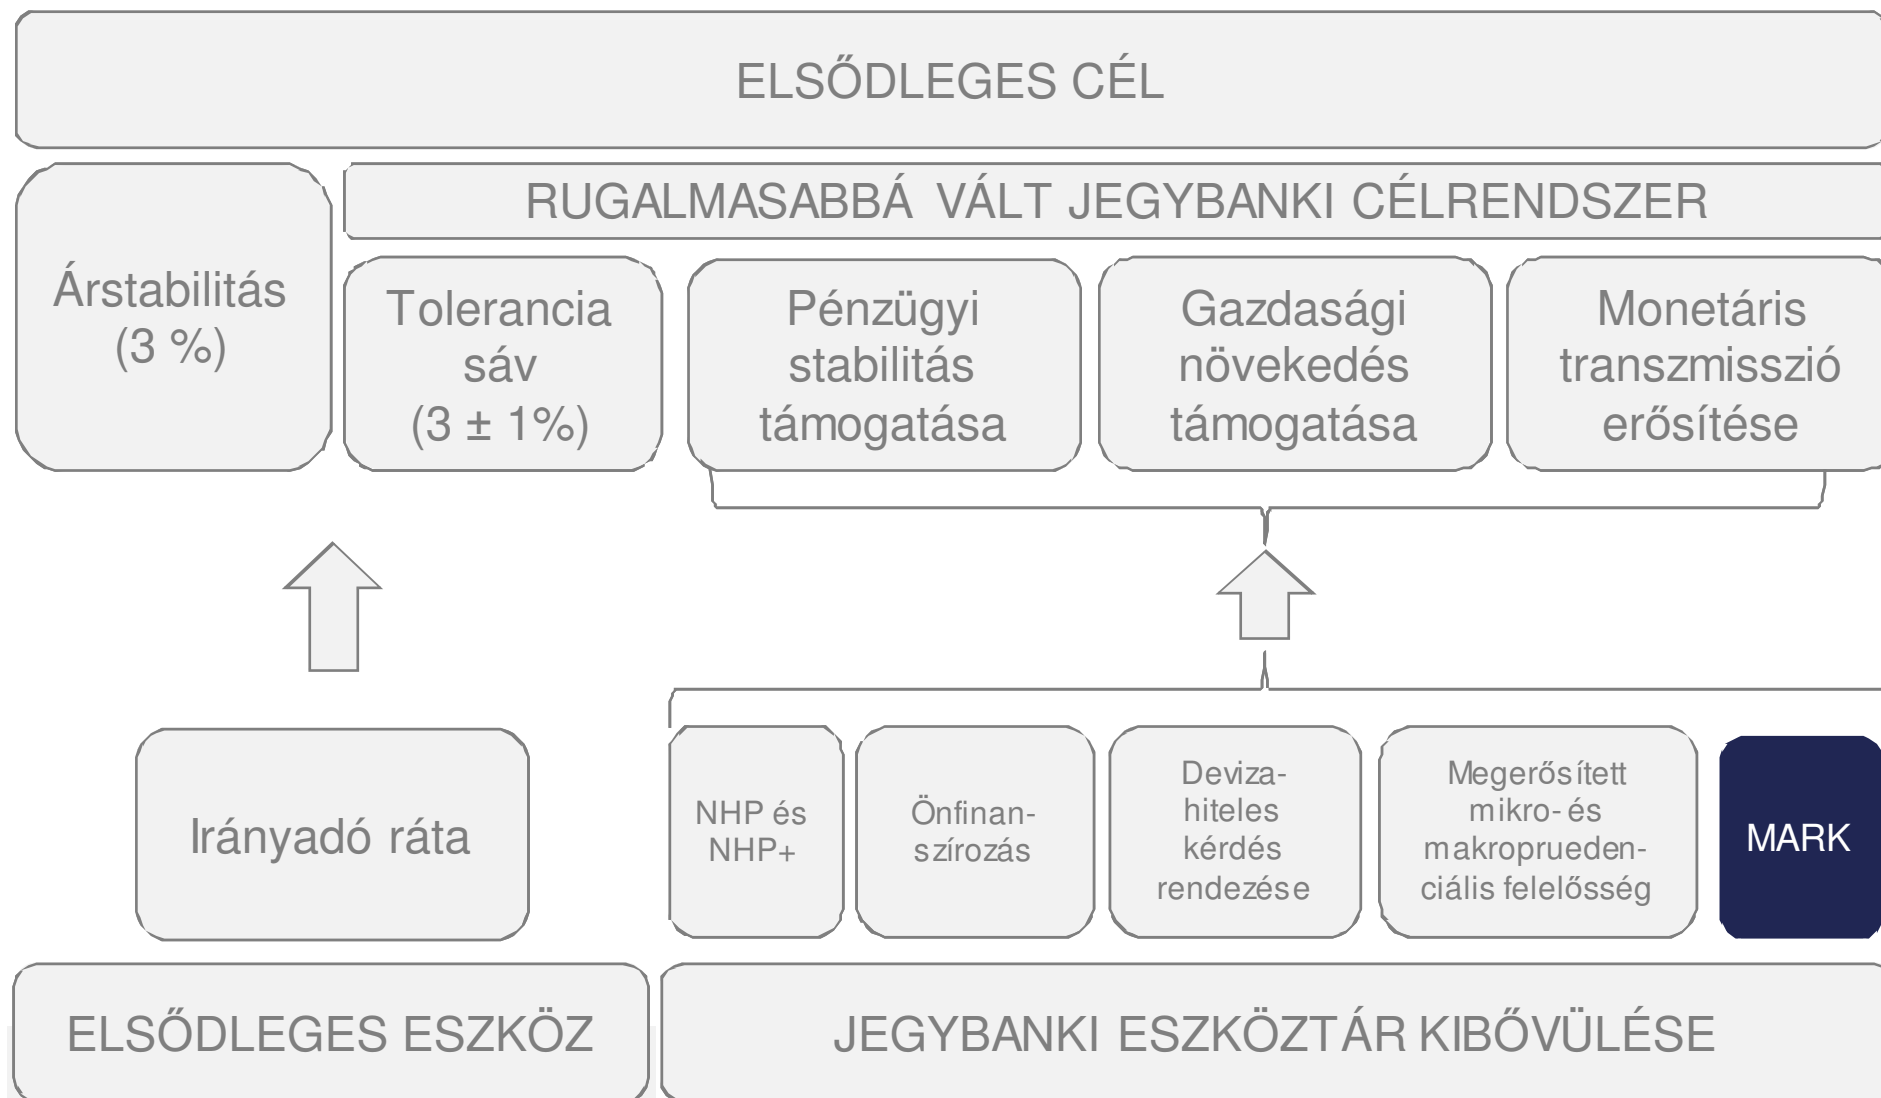 ELSŐDLEGES CÉL
RUGALMASABBÁ VÁLT JEGYBANKI CÉLRENDSZER
Árstabilitás
(3 %)
Tolerancia
sáv
(3 ± 1%)
Pénzügyi
stabilitás
támogatása
Gazdasági
növekedés
támogatása
Monetáris
transzmisszió
erősítése
Irányadó ráta
NHP és
NHP+
Önfinan-
szírozás
Deviza-
hiteles
kérdés
rendezése
Megerősített
mikro- és
makroprueden-
ciális felelősség
MARK
ELSŐDLEGES ESZKÖZ
JEGYBANKI ESZKÖZTÁR KIBŐVÜLÉSE